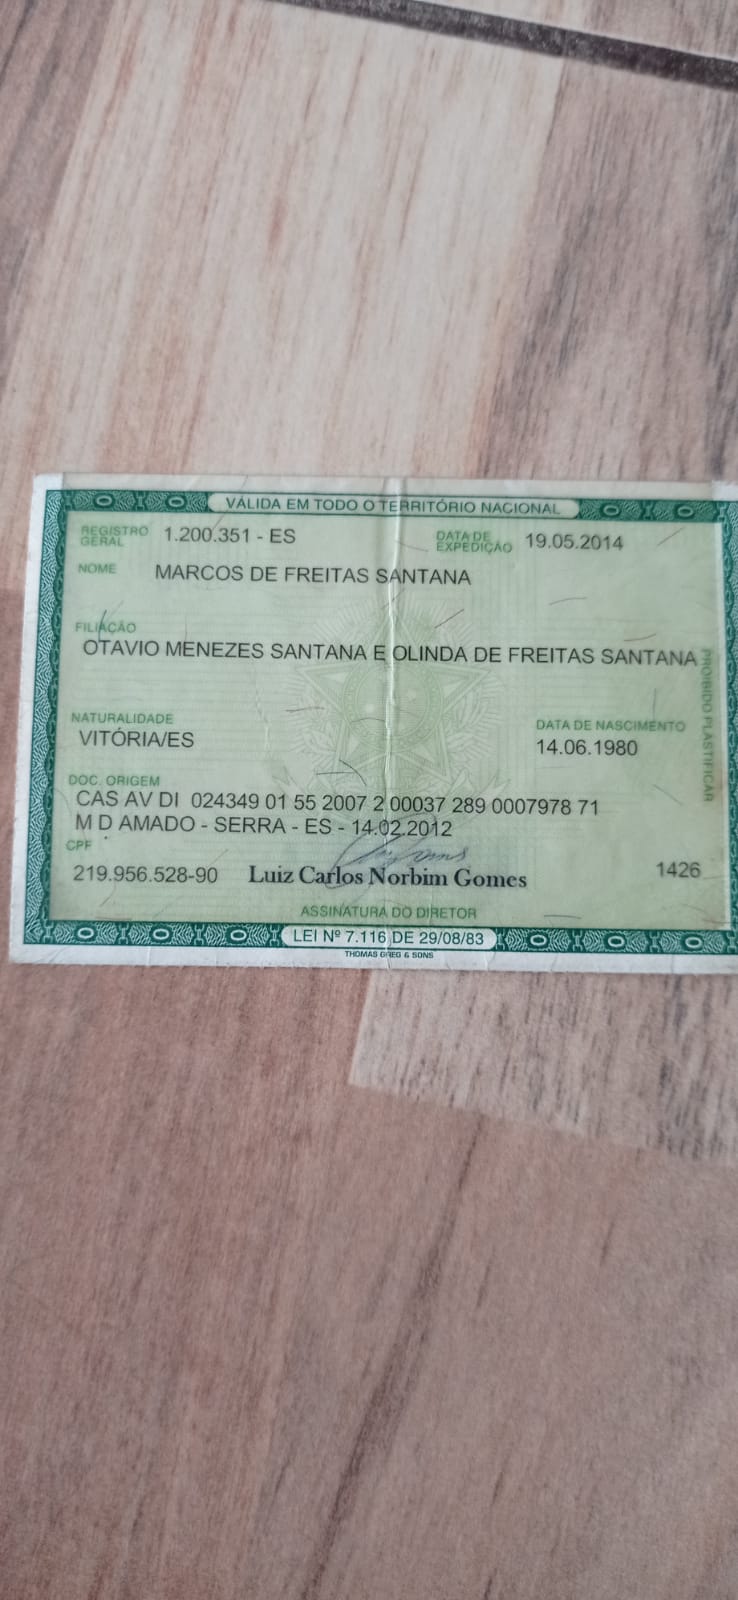 VÁLIDA EM TODO O TERRITÓRIO NACIONAL
REGISTRO GERAL 1.200.351 - ES DATA DE EXPEDIÇÃO 19.05.2014
NOME MARCOS DE FREITAS SANTANA
FILIAÇÃO
OTAVIO MENEZES SANTANA E OLINDA DE FREITAS SANTANA
PROIBIDO PLASTIFICAR
NATURALIDADE DATA DE NASCIMENTO
VITÓRIA/ES 14.06.1980
DOC. ORIGEM
CAS AV DI 024349 01 55 2007 2 00037 289 0007978 71
M D AMADO - SERRA - ES - 14.02.2012
CPF
219.956.528-90 Luiz Carlos Norbim Gomes 1426
ASSINATURA DO DIRETOR
LEI Nº 7.116 DE 29/08/83
THOMAS GREG & SONS